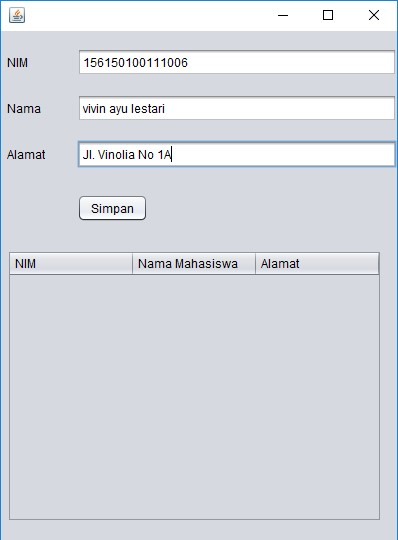 NIM 156150100111006
Nama vivin ayu lestari
Alamat Jl. Vinolia No 1A
Simpan
NIM Nama Mahasiswa Alamat